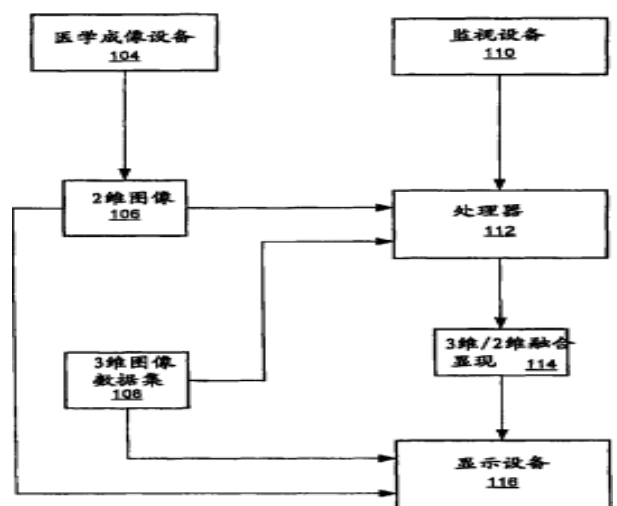 医学成像设备
104
监视设备
110
2维图像
106
处理器
112
3维/2维融合
显现 114
3维图像
数据集
108
显示设备
116